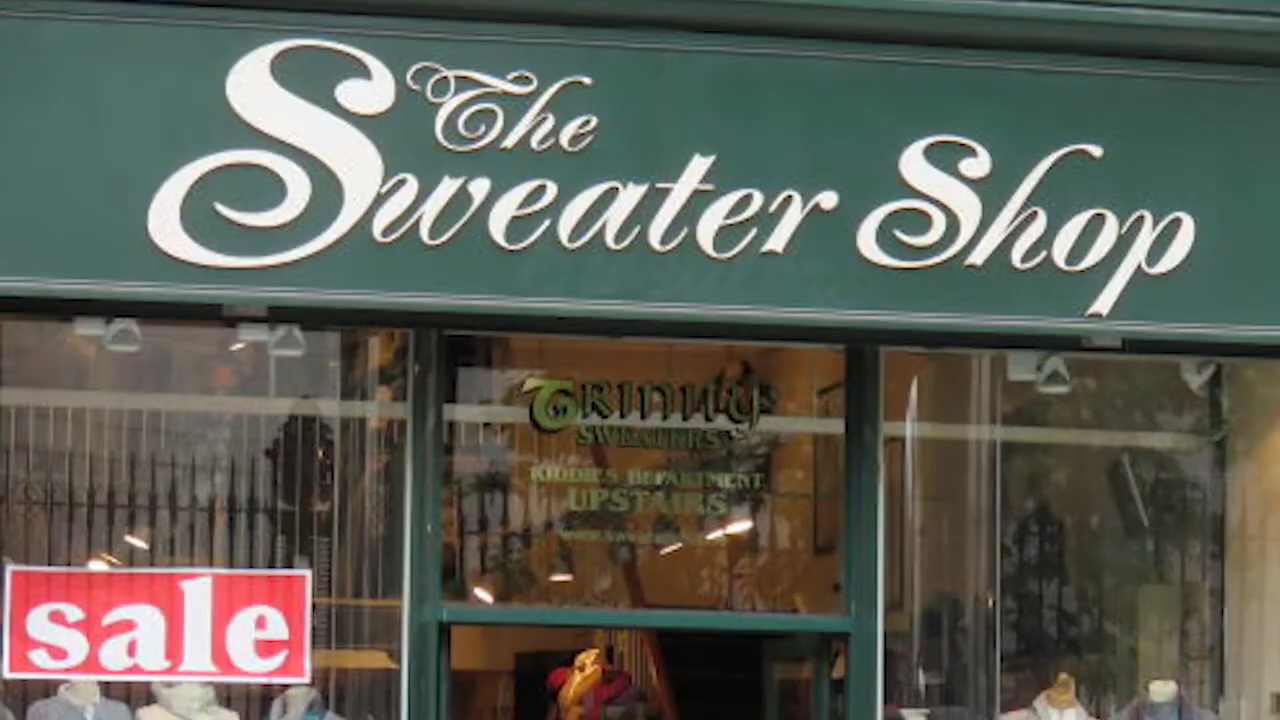 The
Sweater Shop
TRINITY
SWEATERS
KIDDIES DEPARTMENT
UPSTAIRS
sale